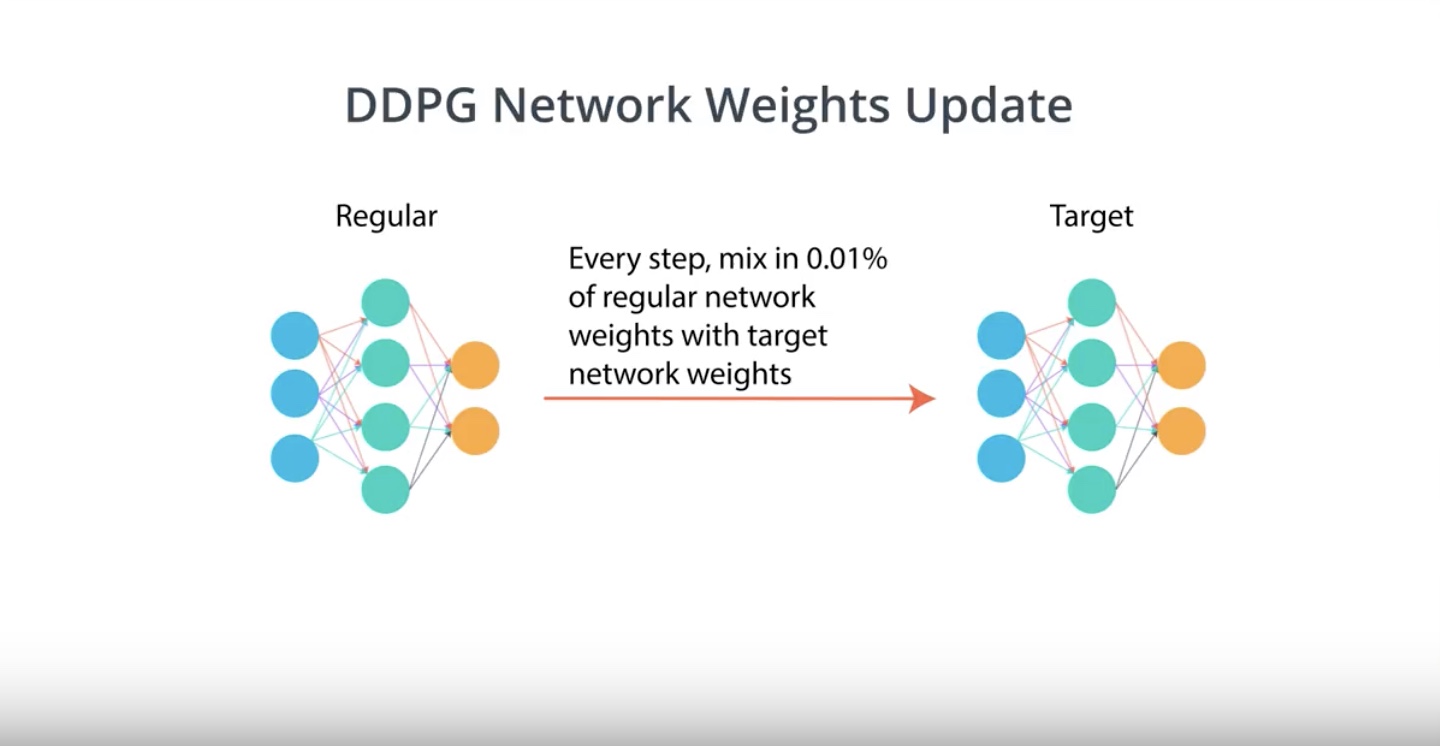 DDPG Network Weights Update
Regular
Target
Every step, mix in 0.01%
of regular network
weights with target
network weights